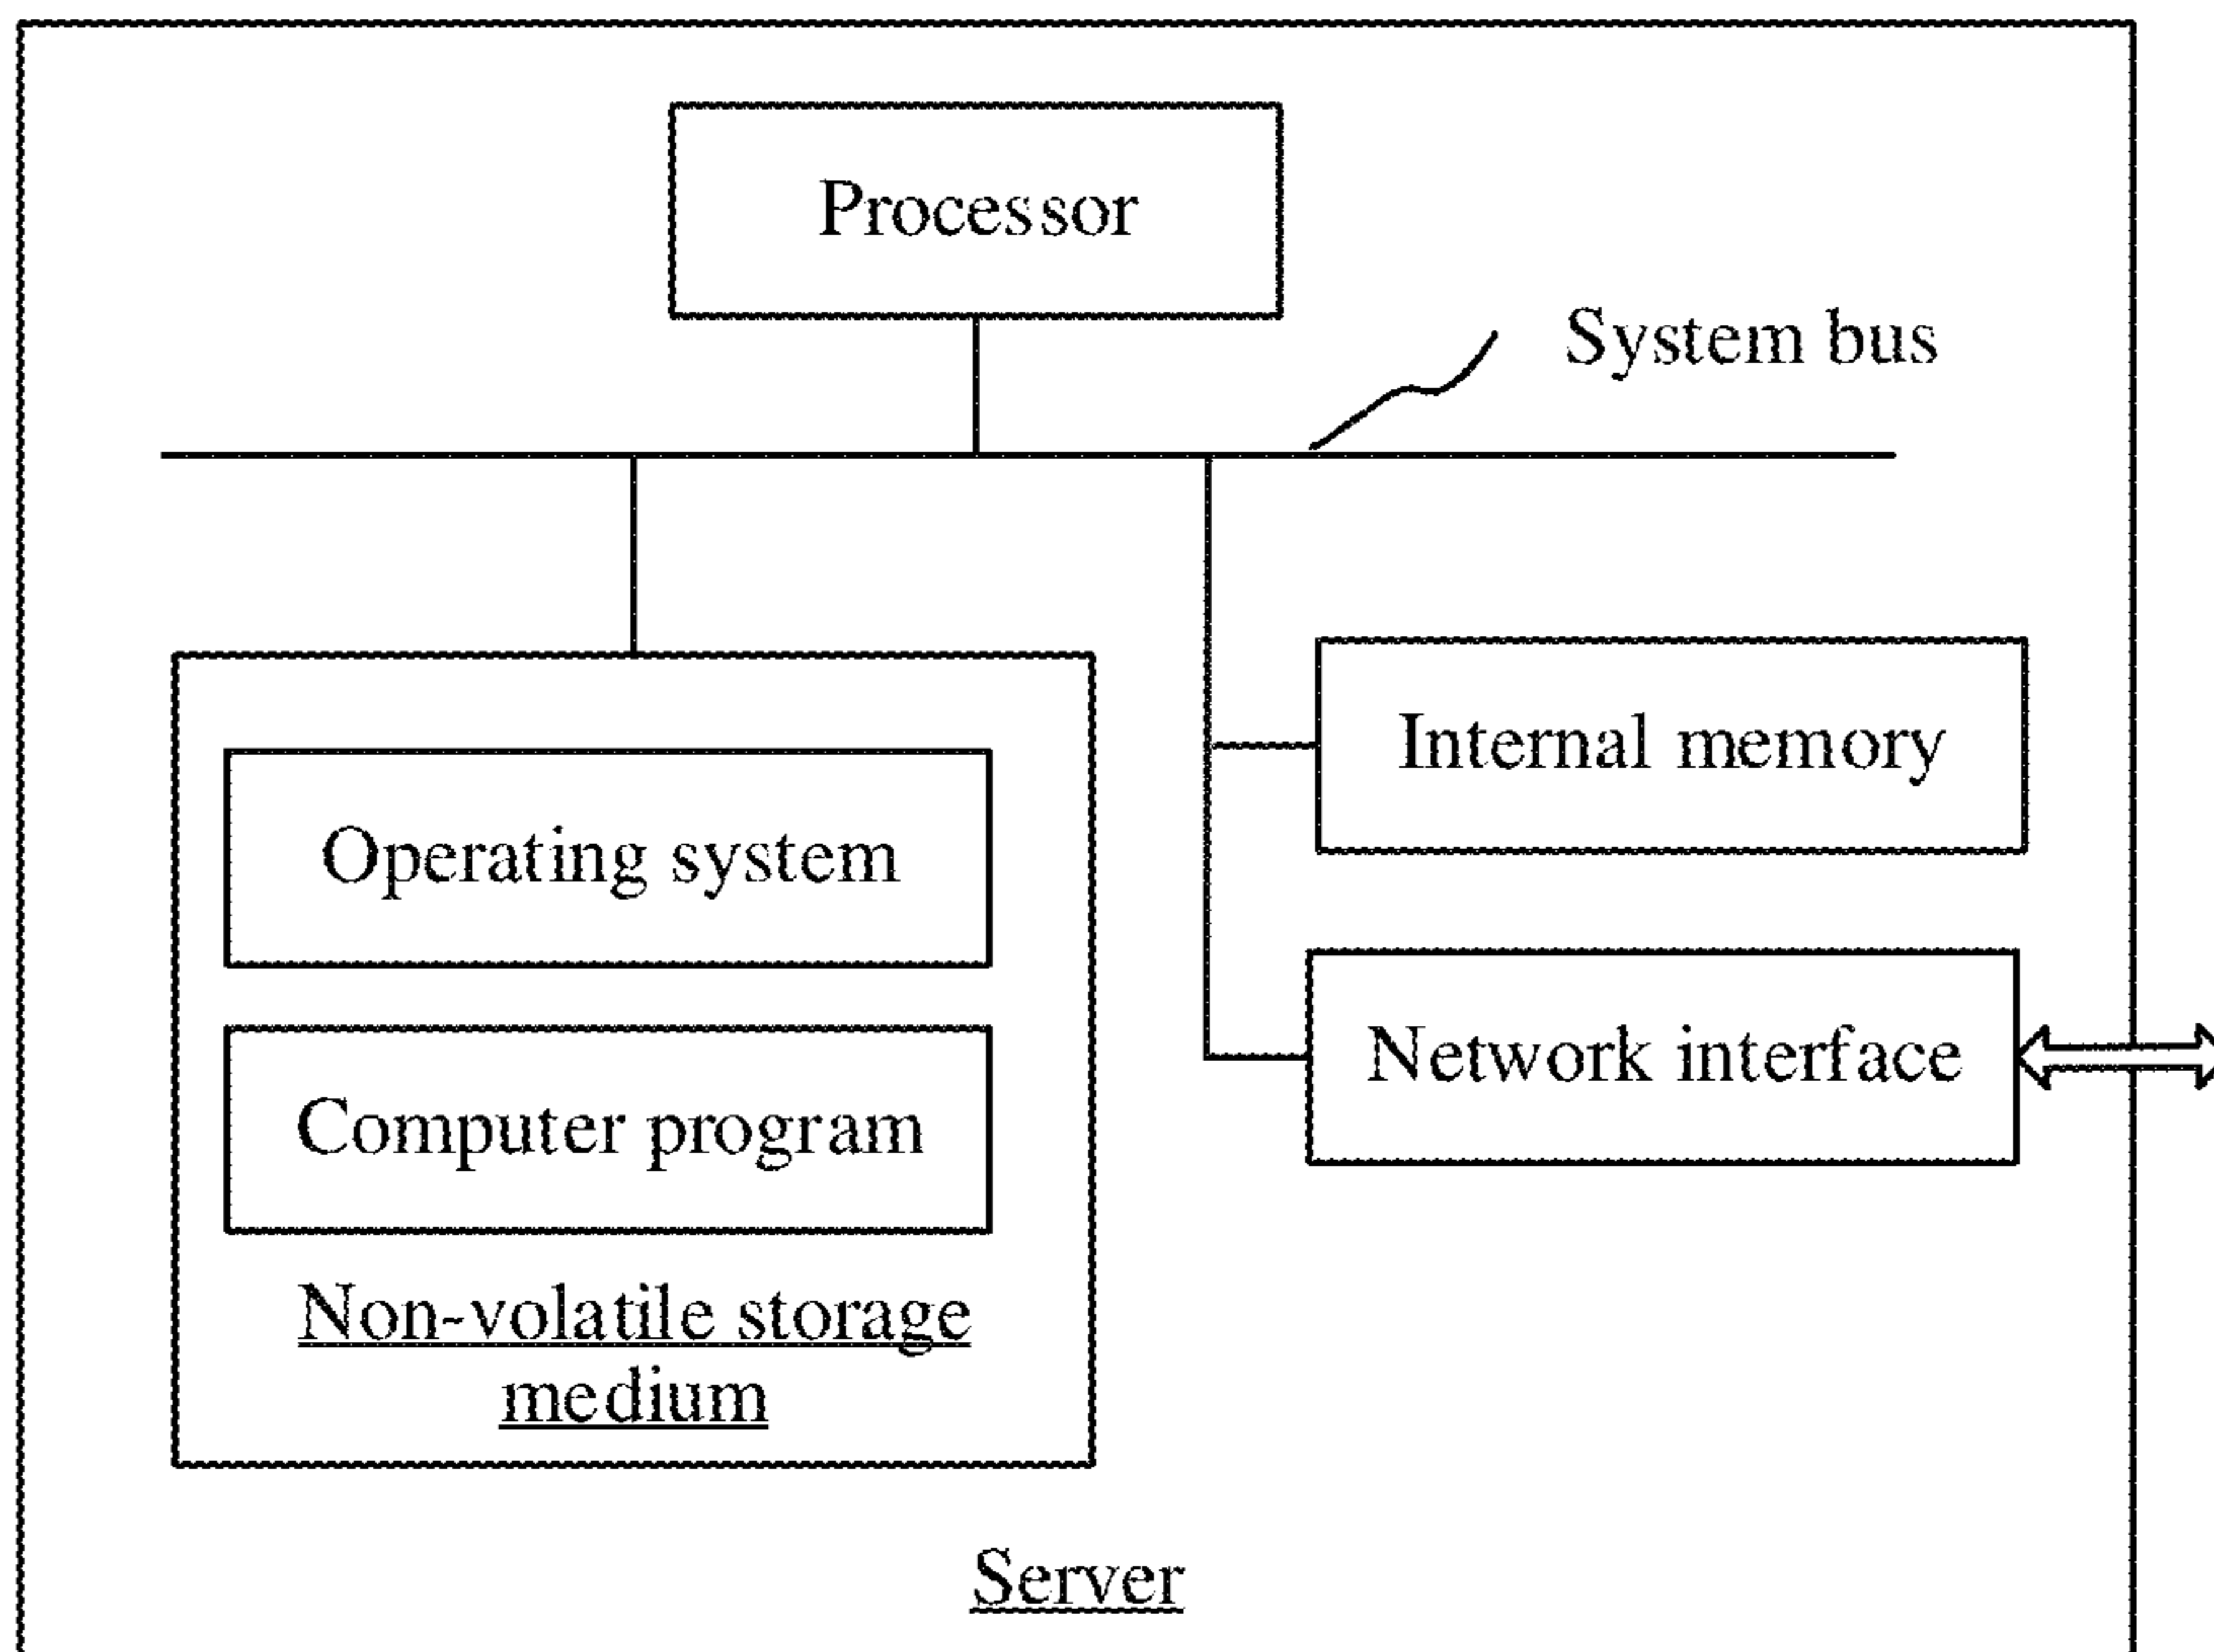 Processor
System bus
Internal memory
Operating system
Network interface
Computer program
Non-volatile storage
medium
Server